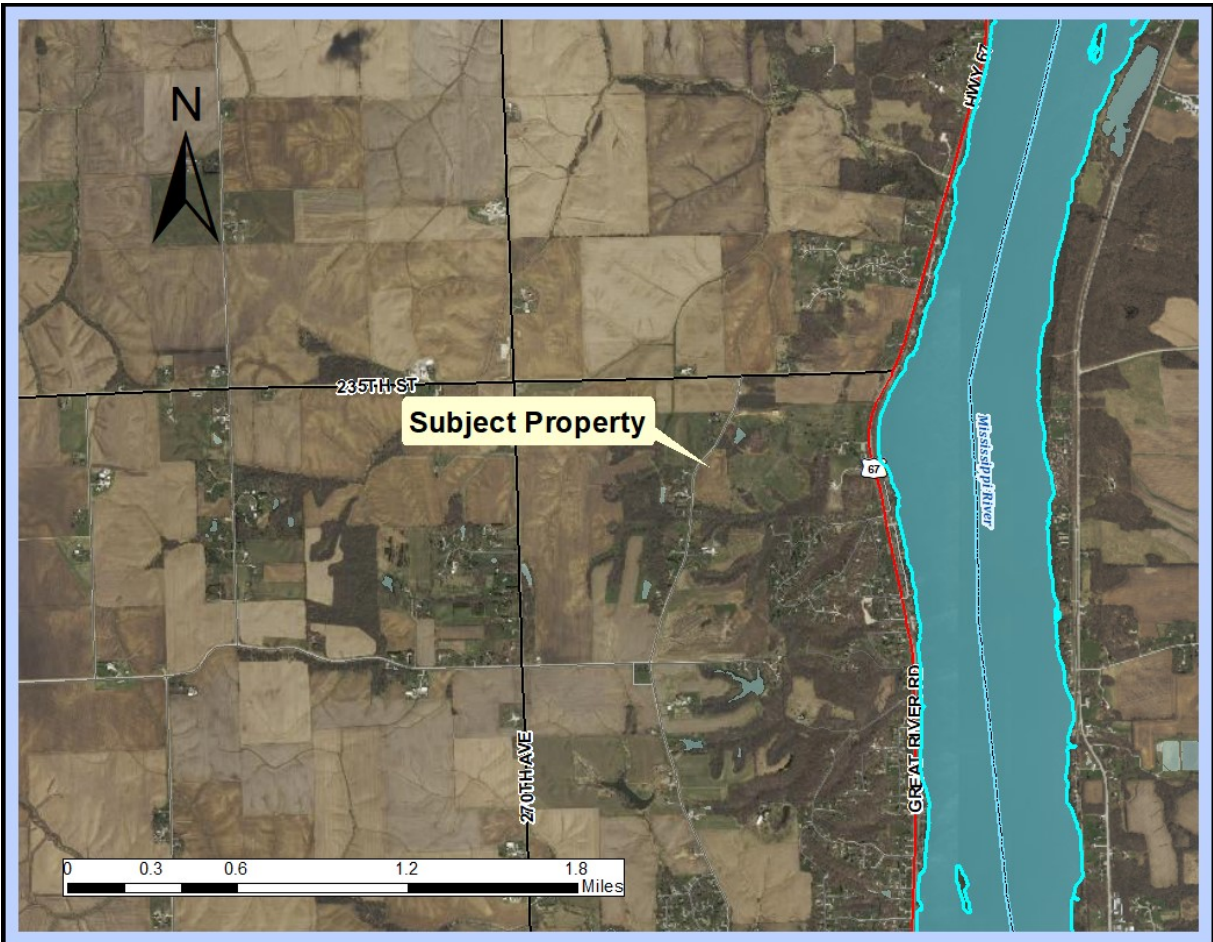 HWY 67
N
235TH ST
Subject Property
67
Mississippi River
GREAT RIVER RD
270TH AVE
0 0.3 0.6 1.2 1.8
Miles